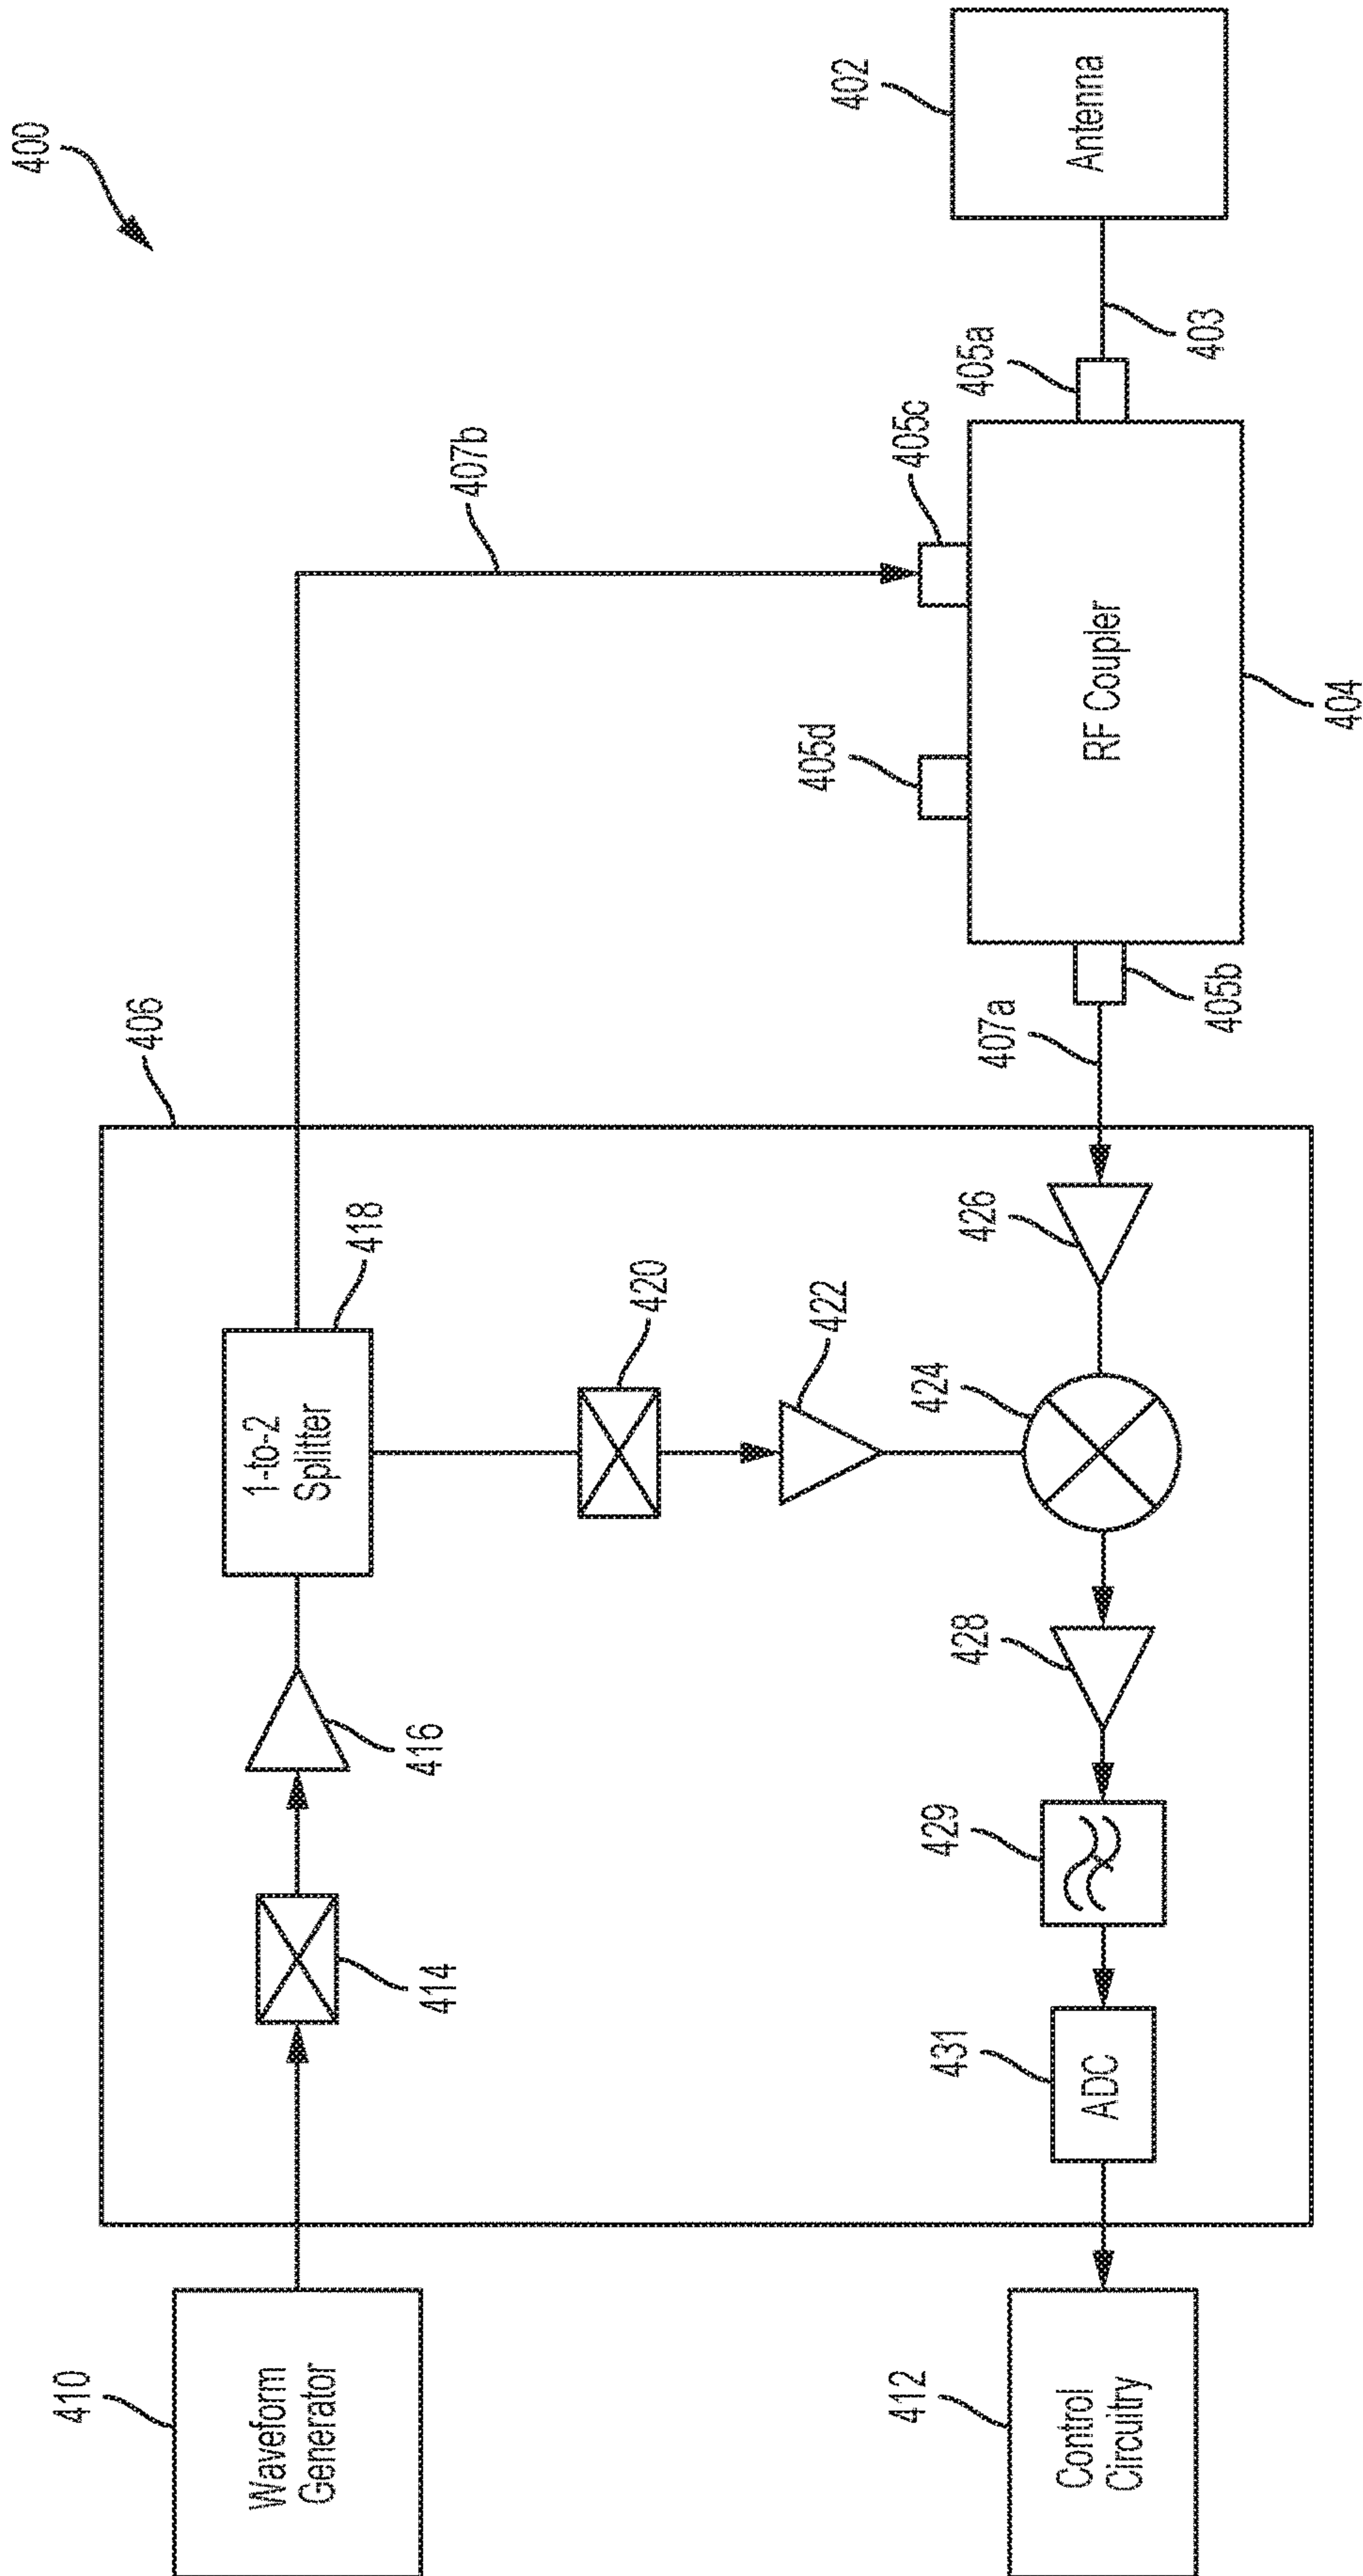 400
410
Waveform
Generator
414
416
406
1-to-2
Splitter
418
407b
420
422
412
Control
Circuitry
431
ADC
429
428
424
426
407a
405b
405d
405c
RF Coupler
404
405a
403
402
Antenna